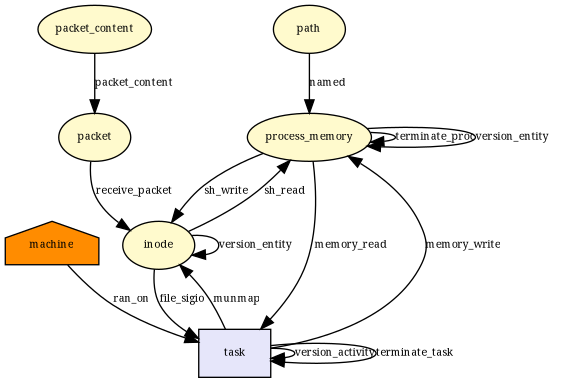 packet_content
path
packet_content
named
packet
process_memory
terminate_proc
version_entity
receive_packet
sh_write
sh_read
machine
inode
version_entity
memory_read
memory_write
ran_on
file_sigio
munmap
task
version_activity
terminate_task